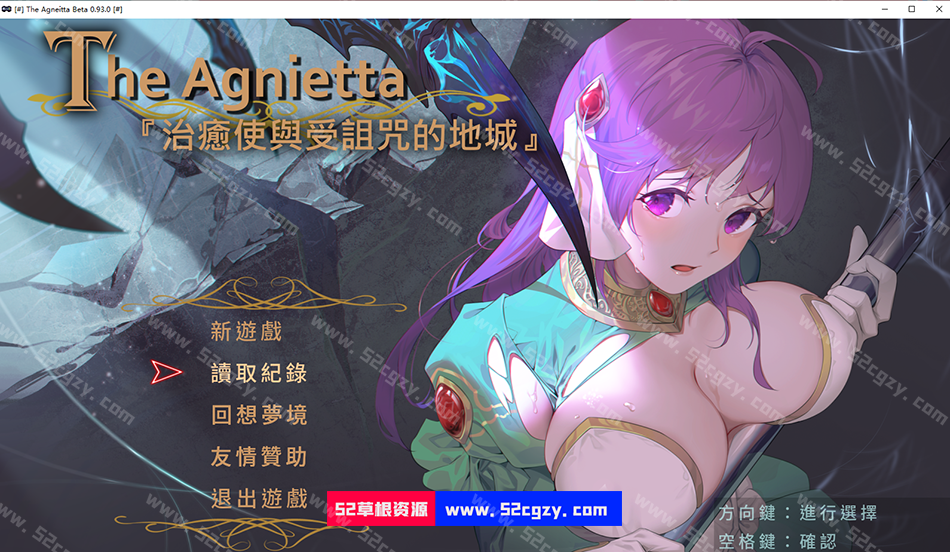 [#] The Agnietta Beta 0.93.0 [#]
The Agnietta
『治癒使與受詛咒的地城』
新遊戲
讀取紀錄
回想夢境
友情贊助
退出遊戲
52草根资源 www.52cgzy.com
方向鍵：進行選擇
空格鍵：確認
www.52cgzy.com